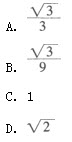 A. √3/3
B. √3/9
C. 1
D. √2